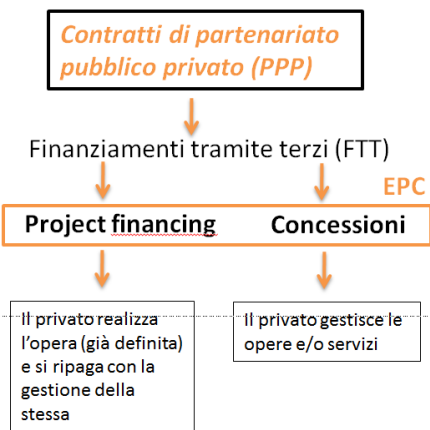 Contratti di partenariato
pubblico privato (PPP)
Finanziamenti tramite terzi (FTT)
EPC
Project financing
Concessioni
Il privato realizza
l'opera (già definita)
e si ripaga con la
gestione della
stessa
Il privato gestisce le
opere e/o servizi